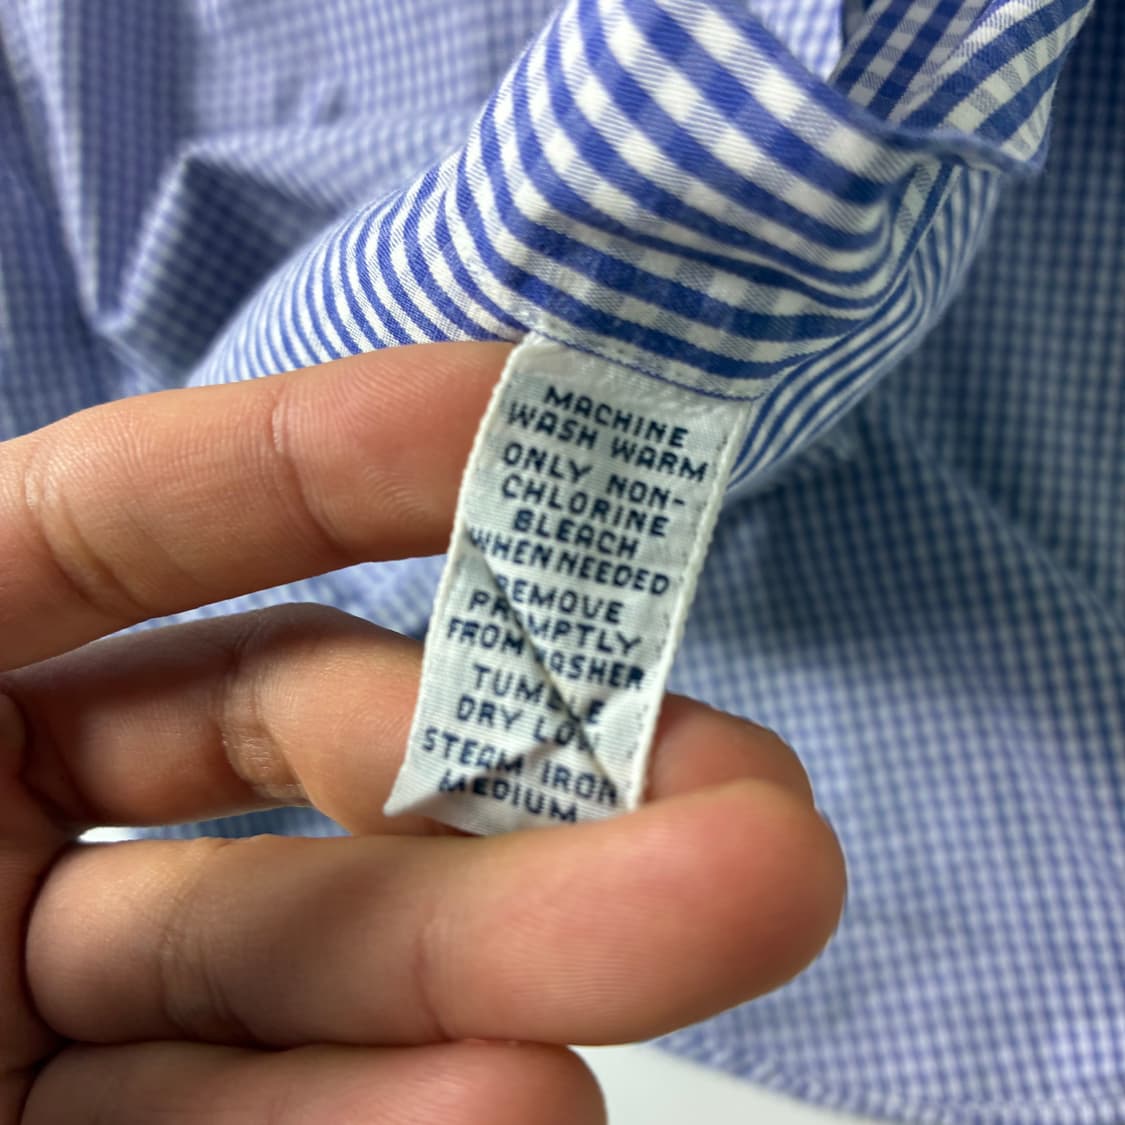 MACHINE
WASH WARM
ONLY NON-
CHLORINE
BLEACH
WHEN NEEDED
REMOVE
PROMPTLY
FROM WASHER
TUMBLE
DRY LOW
STEAM IRON
MEDIUM